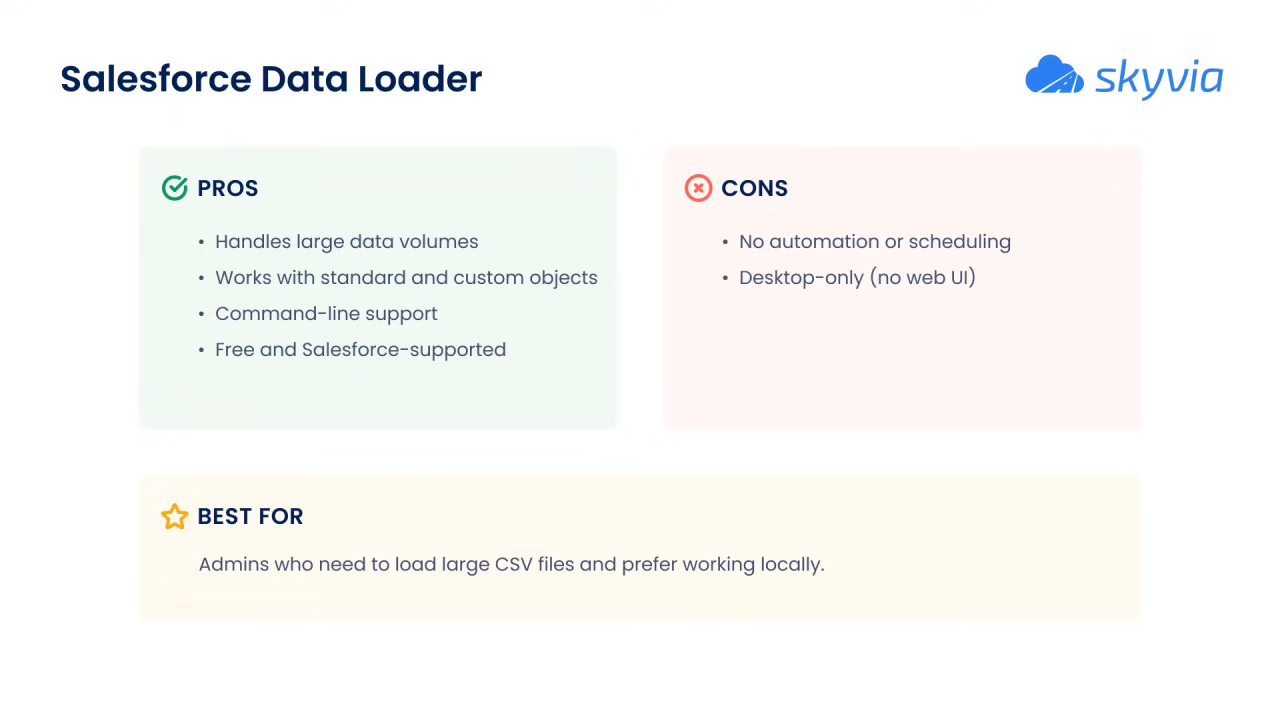 Salesforce Data Loader
skyvia
PROS
• Handles large data volumes
• Works with standard and custom objects
• Command-line support
• Free and Salesforce-supported
CONS
• No automation or scheduling
• Desktop-only (no web UI)
BEST FOR
Admins who need to load large CSV files and prefer working locally.